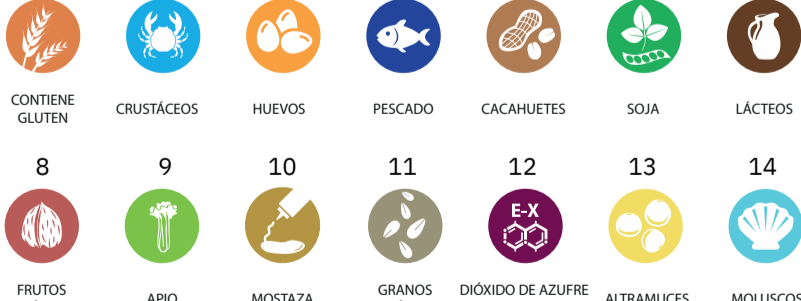 CONTIENE
GLUTEN
CRUSTÁCEOS
HUEVOS
PESCADO
CACAHUETES
SOJA
LÁCTEOS
8 9 10 11 12 13 14
E-X
FRUTOS
APIO
MOSTAZA
GRANOS
DIÓXIDO DE AZUFRE
ALTRAMUCES
MOLUSCOS